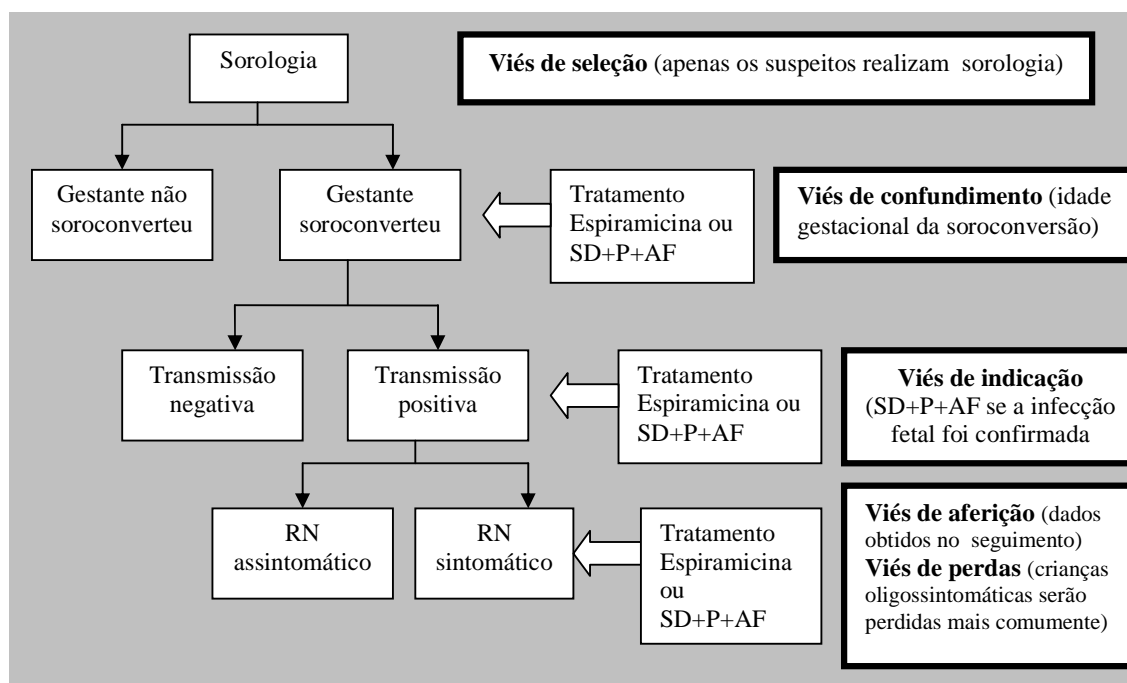 Sorologia
Viés de seleção (apenas os suspeitos realizam sorologia)
Gestante não
soroconverteu
Gestante
soroconverteu
Tratamento
Espiramicina ou
SD+P+AF
Viés de confundimento (idade
gestacional da soroconversão)
Transmissão
negativa
Transmissão
positiva
Tratamento
Espiramicina ou
SD+P+AF
Viés de indicação
(SD+P+AF se a infecção
fetal foi confirmada
RN
assintomático
RN
sintomático
Tratamento
Espiramicina
ou
SD+P+AF
Viés de aferição (dados
obtidos no seguimento)
Viés de perdas (crianças
oligossintomáticas serão
perdidas mais comumente)